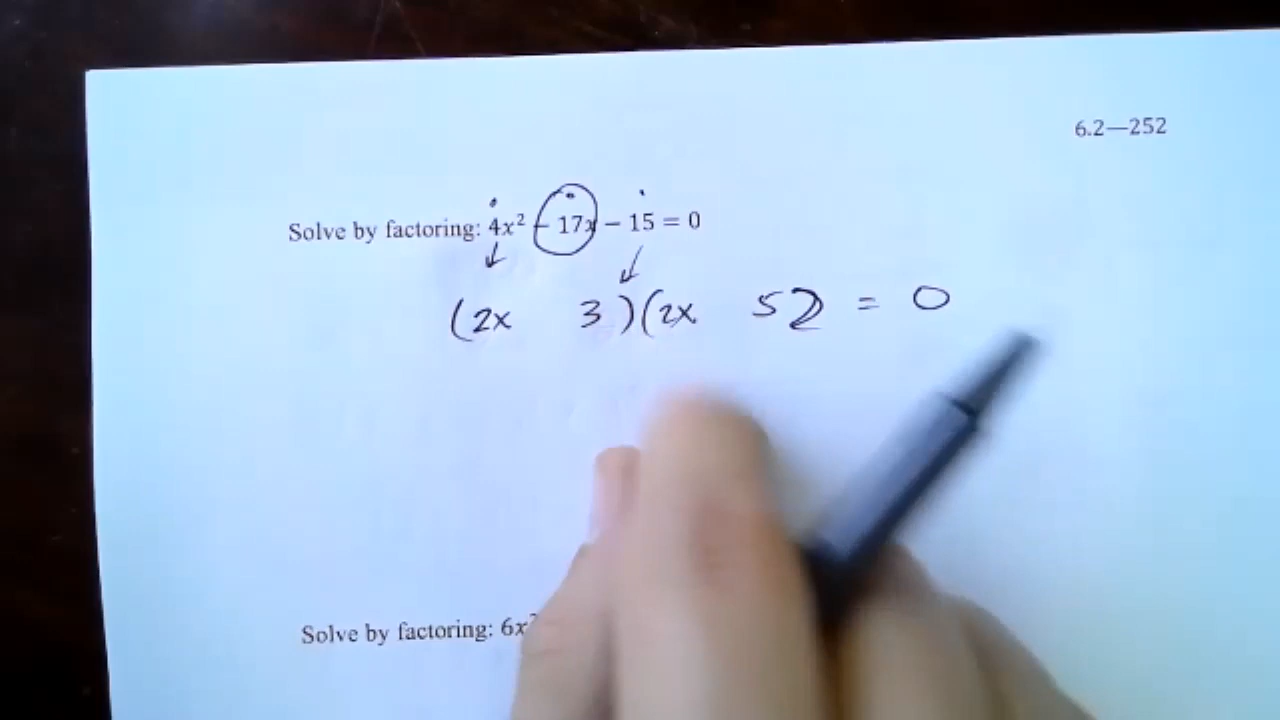 6.2—252
Solve by factoring: 4x² − 17x − 15 = 0
(2x 3)(2x 5) = 0
Solve by factoring: 6x